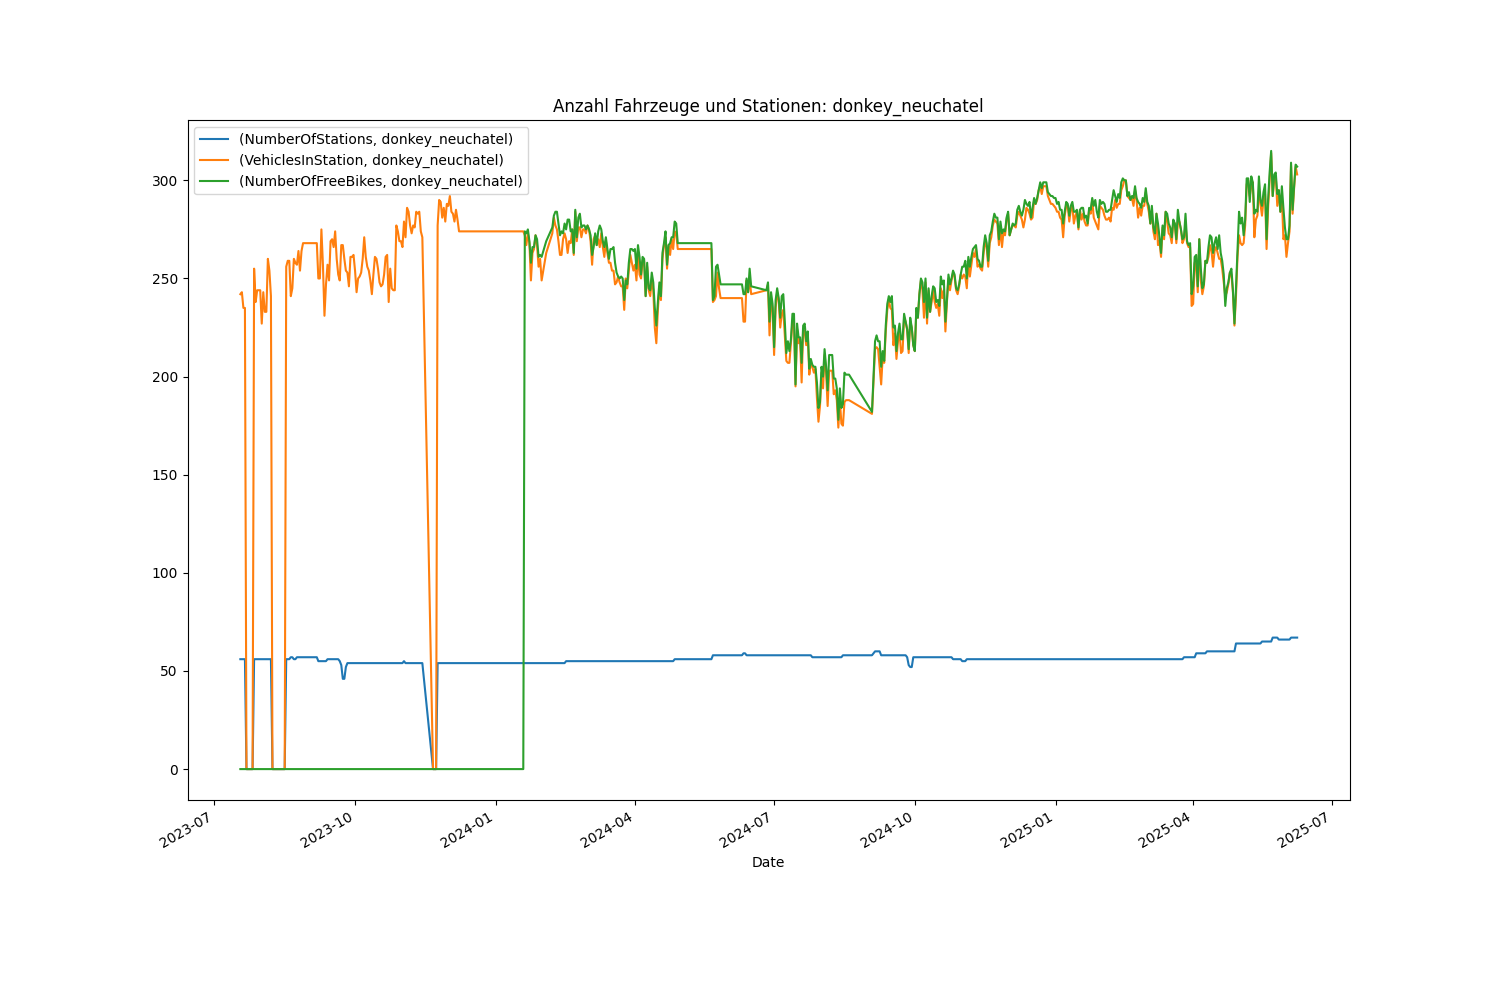 Anzahl Fahrzeuge und Stationen: donkey_neuchatel
(NumberOfStations, donkey_neuchatel)
(VehiclesInStation, donkey_neuchatel)
(NumberOfFreeBikes, donkey_neuchatel)
300
250
200
150
100
50
0
2023-07 2023-10 2024-01 2024-04 2024-07 2024-10 2025-01 2025-04 2025-07
Date